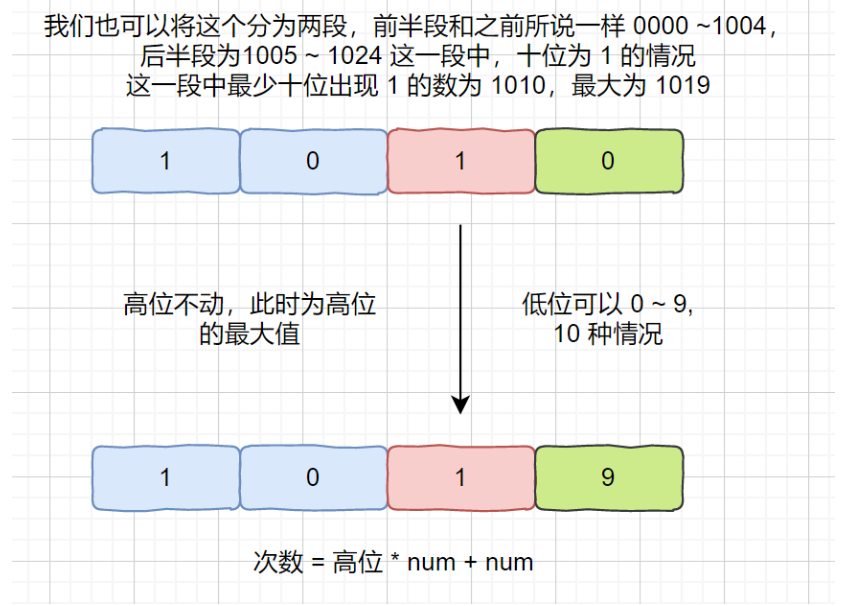 我们也可以将这个分为两段，前半段和之前所说一样 0000 ~1004，
后半段为1005 ~ 1024 这一段中，十位为 1 的情况
这一段中最少十位出现 1 的数为 1010，最大为 1019
1 0 1 0
高位不动，此时为高位
的最大值
低位可以 0 ~ 9,
10 种情况
1 0 1 9
次数 = 高位 * num + num